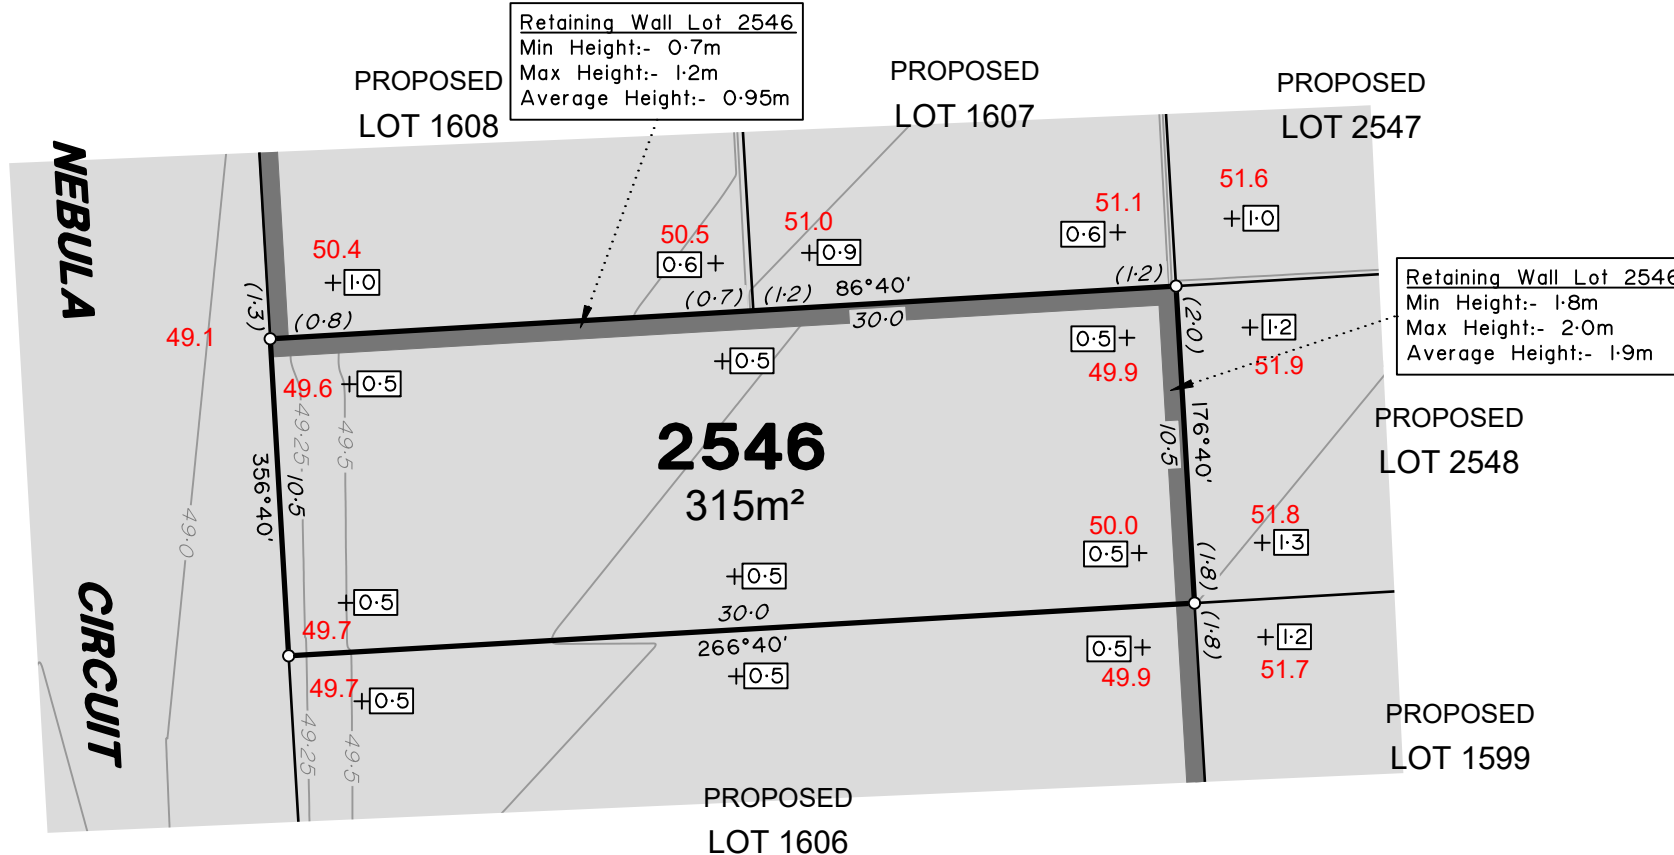 Retaining Wall Lot 2546
Min Height:- 0·7m
Max Height:- 1·2m
Average Height:- 0·95m
PROPOSED
LOT 1608
PROPOSED
LOT 1607
PROPOSED
LOT 2547
NEBULA
CIRCUIT
51.6
1·0
51.1
0·6
51.0
0·9
50.5
0·6
50.4
1·0
(1·3)
(0·8)
(0·7)
(1·2)
86°40'
(1·2)
30·0
49.1
Retaining Wall Lot 2546
Min Height:- 1·8m
Max Height:- 2·0m
Average Height:- 1·9m
(2·0)
1·2
51.9
0·5
49.9
0·5
49.6
0·5
49·25
49·5
10·5
356°40'
49·0
2546
315m²
176°40'
10·5
PROPOSED
LOT 2548
51.8
1·3
50.0
0·5
(1·8)
0·5
0·5
49.7
30·0
266°40'
(1·8)
1·2
51.7
0·5
49.9
0·5
49.7
0·5
49·25
49·5
PROPOSED
LOT 1599
PROPOSED
LOT 1606